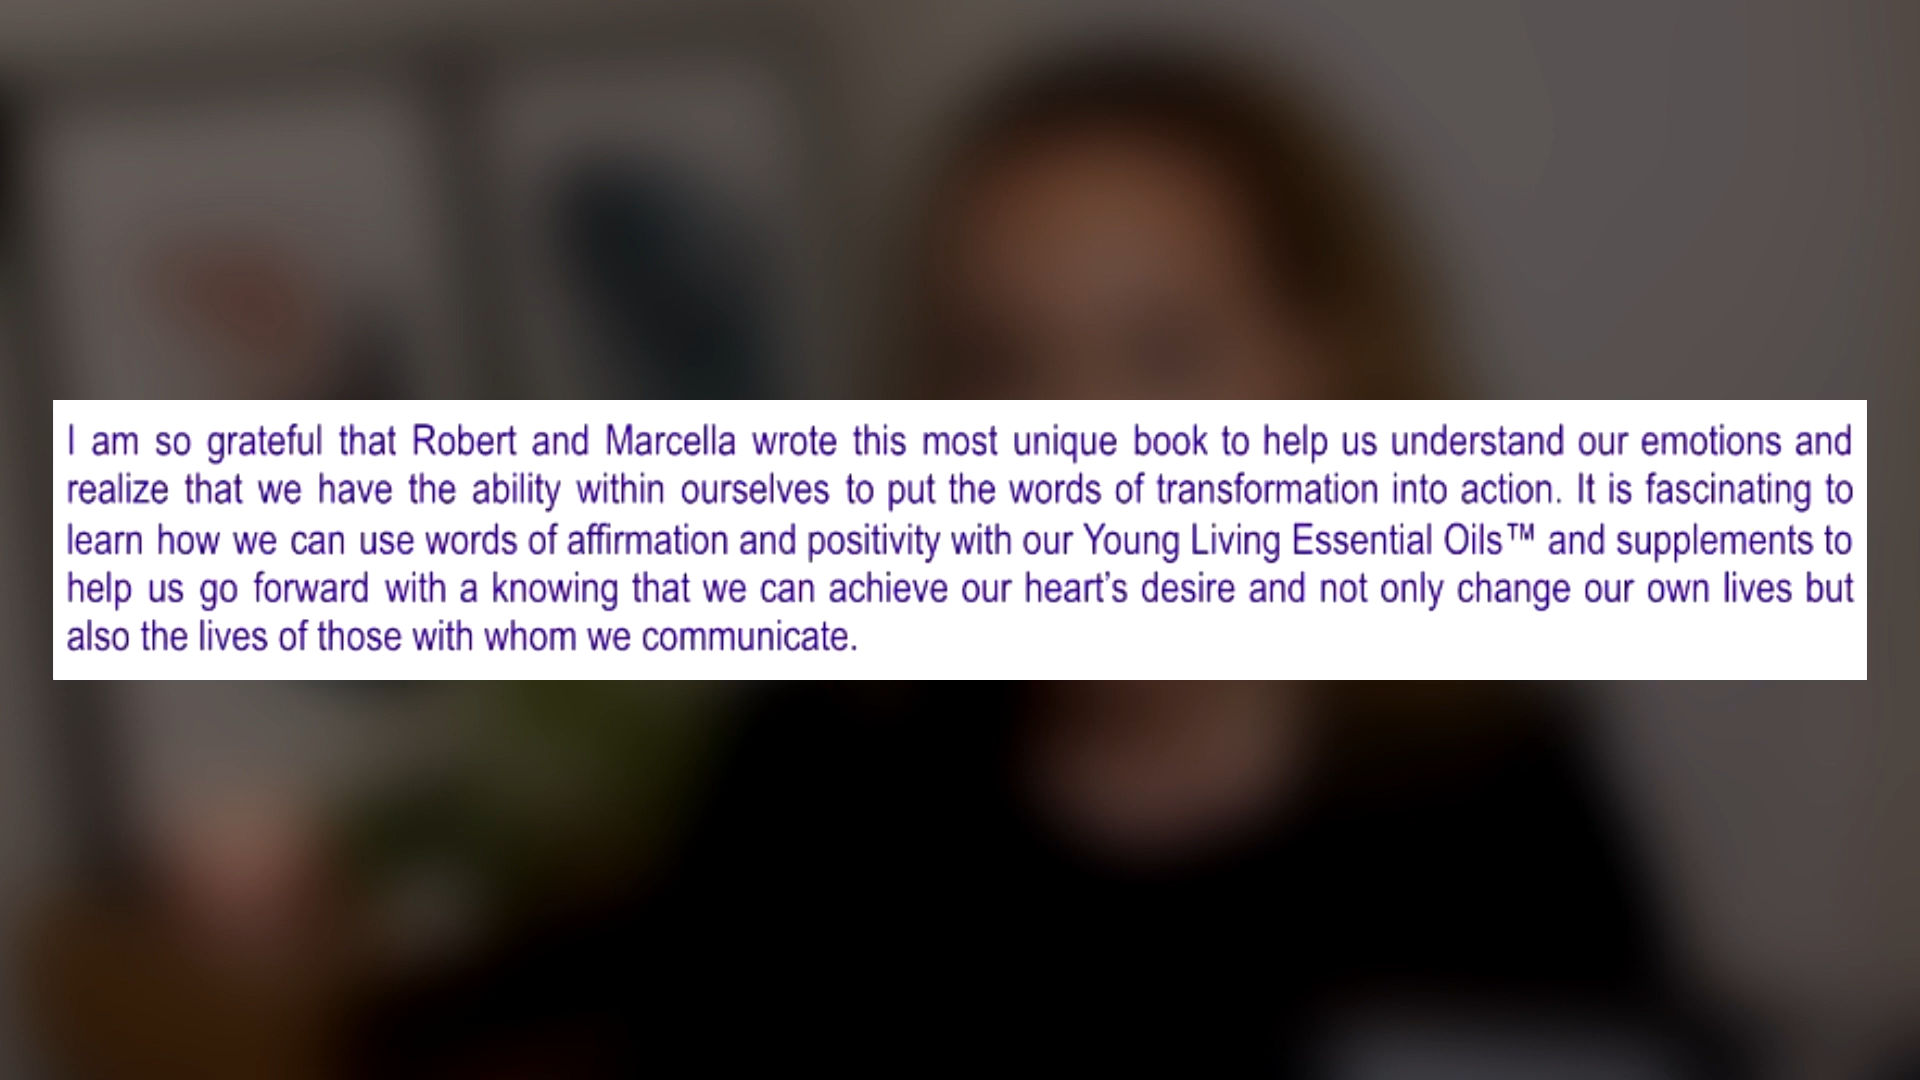 I am so grateful that Robert and Marcella wrote this most unique book to help us understand our emotions and
realize that we have the ability within ourselves to put the words of transformation into action. It is fascinating to
learn how we can use words of affirmation and positivity with our Young Living Essential Oils™ and supplements to
help us go forward with a knowing that we can achieve our heart’s desire and not only change our own lives but
also the lives of those with whom we communicate.